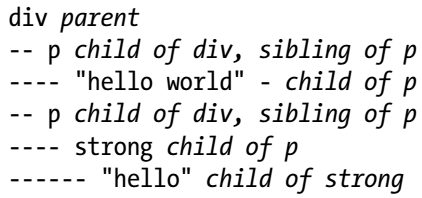 div parent
-- p child of div, sibling of p
---- "hello world" - child of p
-- p child of div, sibling of p
---- strong child of p
------ "hello" child of strong